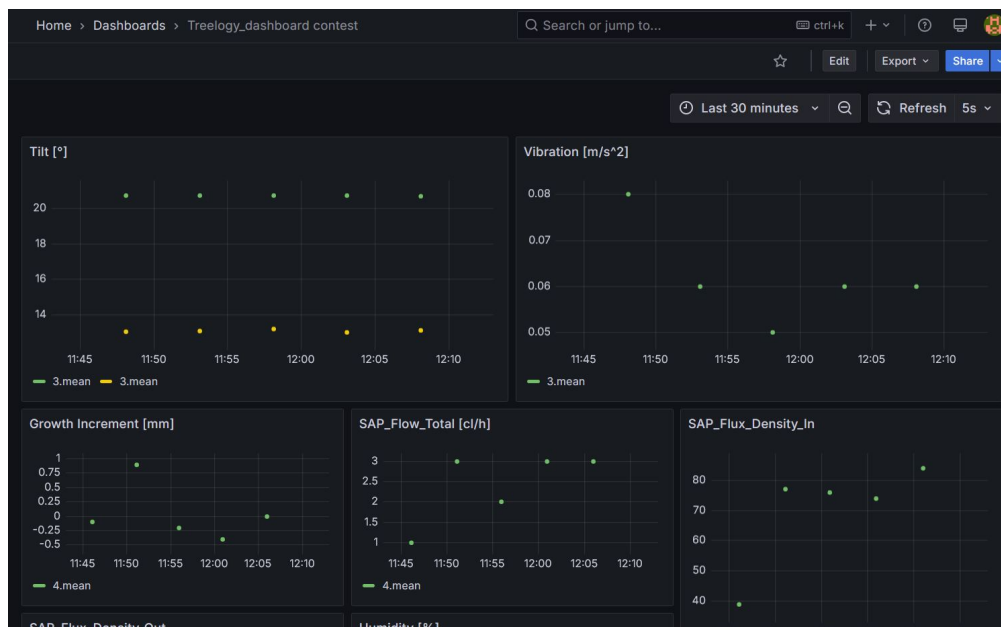 Home > Dashboards > Treelogy_dashboard contest
Search or jump to...
ctrl+k
Edit
Export
Share
Last 30 minutes
Refresh
5s
Tilt [°]
20
18
16
14
11:45 11:50 11:55 12:00 12:05 12:10
3.mean 3.mean
Vibration [m/s^2]
0.08
0.07
0.06
0.05
11:45 11:50 11:55 12:00 12:05 12:10
3.mean
Growth Increment [mm]
1
0.75
0.5
0.25
0
-0.25
-0.5
11:45 11:50 11:55 12:00 12:05 12:10
4.mean
SAP_Flow_Total [cl/h]
3
2.5
2
1.5
1
11:45 11:50 11:55 12:00 12:05 12:10
4.mean
SAP_Flux_Density_In
80
70
60
50
40
SAP_Flux_Density_Out
Humidity [%]